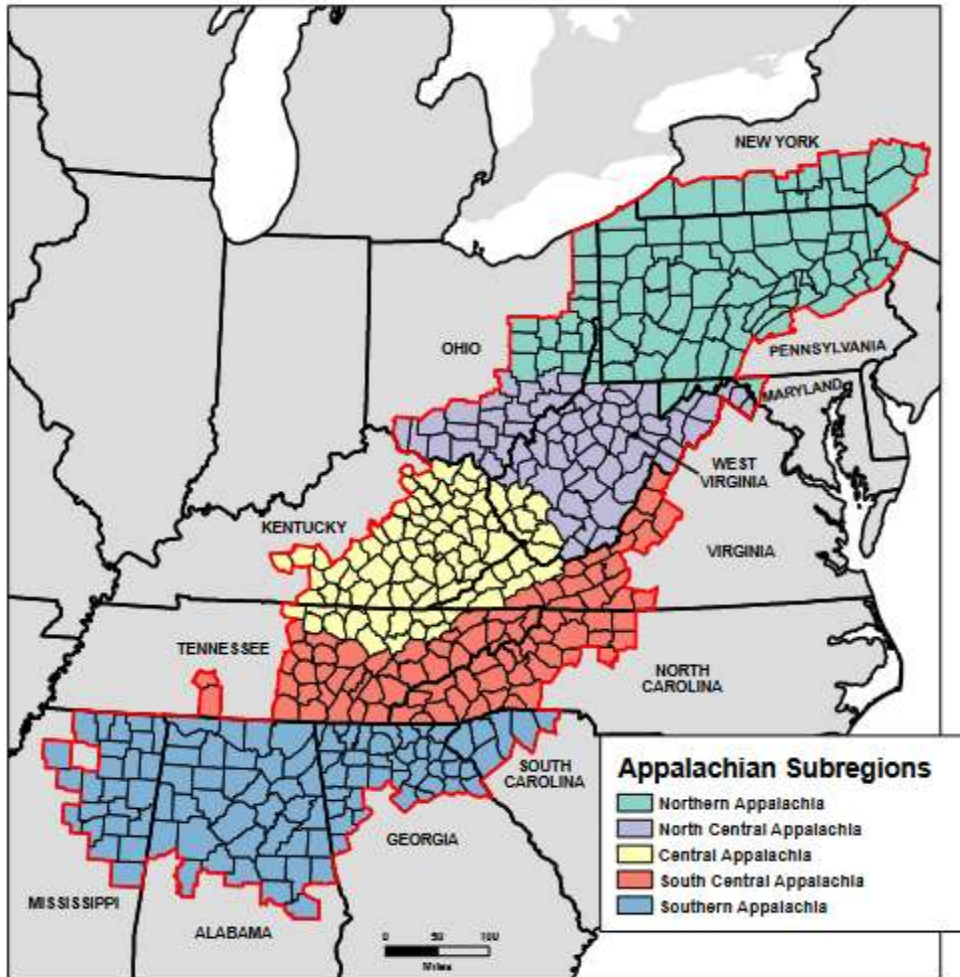 NEW YORK
OHIO
PENNSYLVANIA
MARYLAND
WEST
VIRGINIA
KENTUCKY
VIRGINIA
TENNESSEE
NORTH
CAROLINA
SOUTH
CAROLINA
GEORGIA
MISSISSIPPI
ALABAMA
Appalachian Subregions
Northern Appalachia
North Central Appalachia
Central Appalachia
South Central Appalachia
Southern Appalachia
0 50 100
Miles